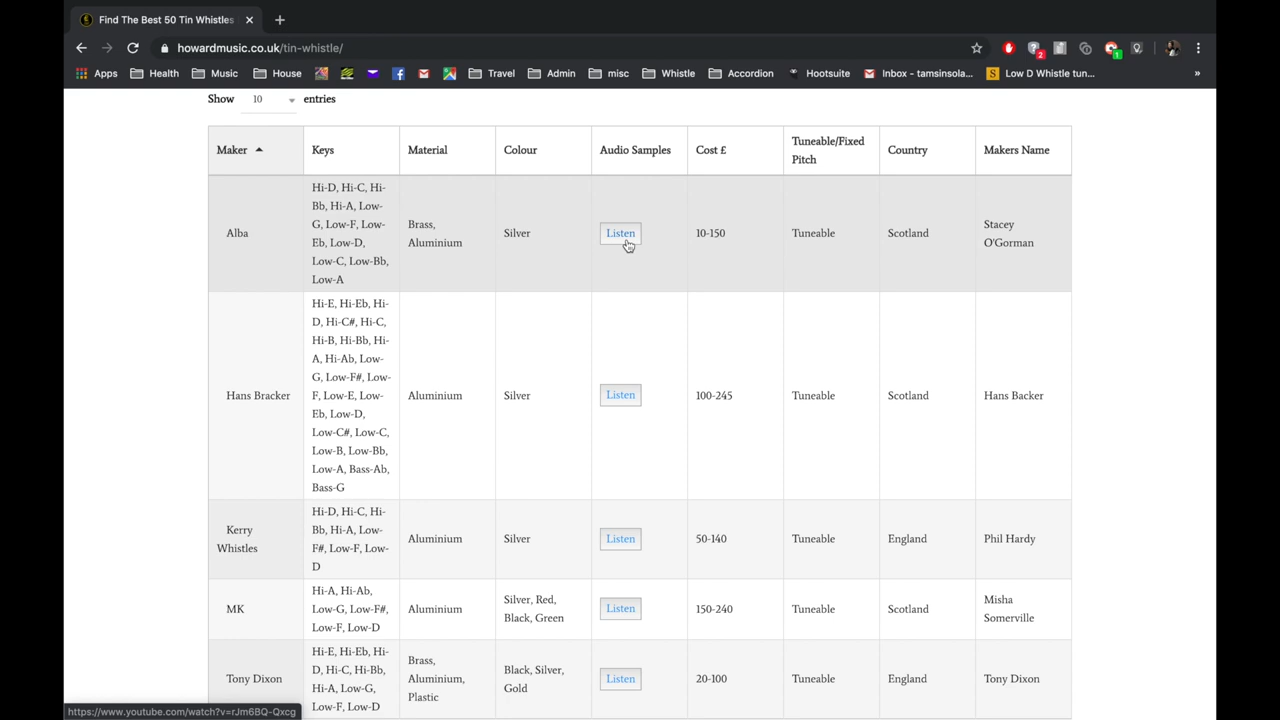 Find The Best 50 Tin Whistles
howardmusic.co.uk/tin-whistle/
2
1
Apps
Health
Music
House
Travel
Admin
misc
Whistle
Accordion
Hootsuite
Inbox - tamsinsola...
Low D Whistle tun...
»
Show 10 entries
Maker
Keys
Material
Colour
Audio Samples
Cost £
Tuneable/Fixed
Pitch
Country
Makers Name
Alba
Hi-D, Hi-C, Hi-
Bb, Hi-A, Low-
G, Low-F, Low-
Eb, Low-D,
Low-C, Low-Bb,
Low-A
Brass,
Aluminium
Silver
Listen
10-150
Tuneable
Scotland
Stacey
O'Gorman
Hans Bracker
Hi-E, Hi-Eb, Hi-
D, Hi-C#, Hi-C,
Hi-B, Hi-Bb, Hi-
A, Hi-Ab, Low-
G, Low-F#, Low-
F, Low-E, Low-
Eb, Low-D,
Low-C#, Low-C,
Low-B, Low-Bb,
Low-A, Bass-Ab,
Bass-G
Aluminium
Silver
Listen
100-245
Tuneable
Scotland
Hans Backer
Kerry
Whistles
Hi-D, Hi-C, Hi-
Bb, Hi-A, Low-
F#, Low-F, Low-
D
Aluminium
Silver
Listen
50-140
Tuneable
England
Phil Hardy
MK
Hi-A, Hi-Ab,
Low-G, Low-F#,
Low-F, Low-D
Aluminium
Silver, Red,
Black, Green
Listen
150-240
Tuneable
Scotland
Misha
Somerville
Tony Dixon
Hi-E, Hi-Eb, Hi-
D, Hi-C, Hi-Bb,
Hi-A, Low-G,
Low-F, Low-D
Brass,
Aluminium,
Plastic
Black, Silver,
Gold
Listen
20-100
Tuneable
England
Tony Dixon
https://www.youtube.com/watch?v=rJm6BQ-Qxcg